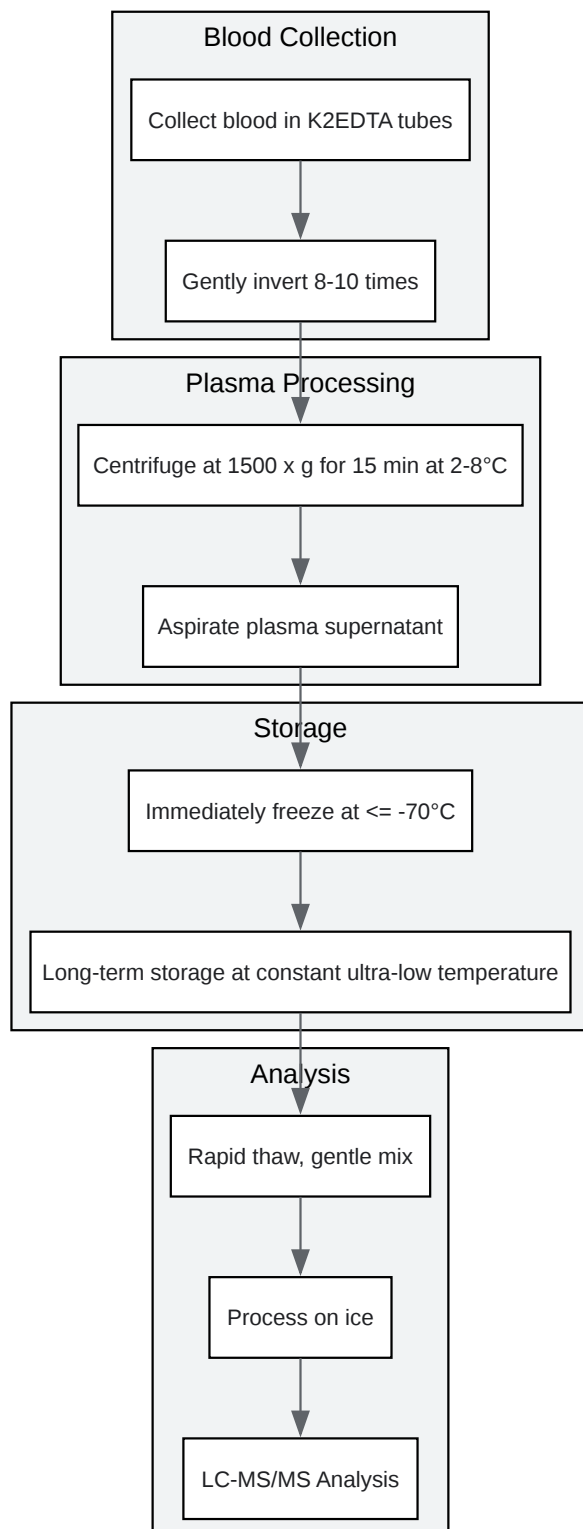 Blood Collection
Collect blood in K2EDTA tubes
Gently invert 8-10 times
Plasma Processing
Centrifuge at 1500 x g for 15 min at 2-8°C
Aspirate plasma supernatant
Storage
Immediately freeze at <= -70°C
Long-term storage at constant ultra-low temperature
Analysis
Rapid thaw, gentle mix
Process on ice
LC-MS/MS Analysis